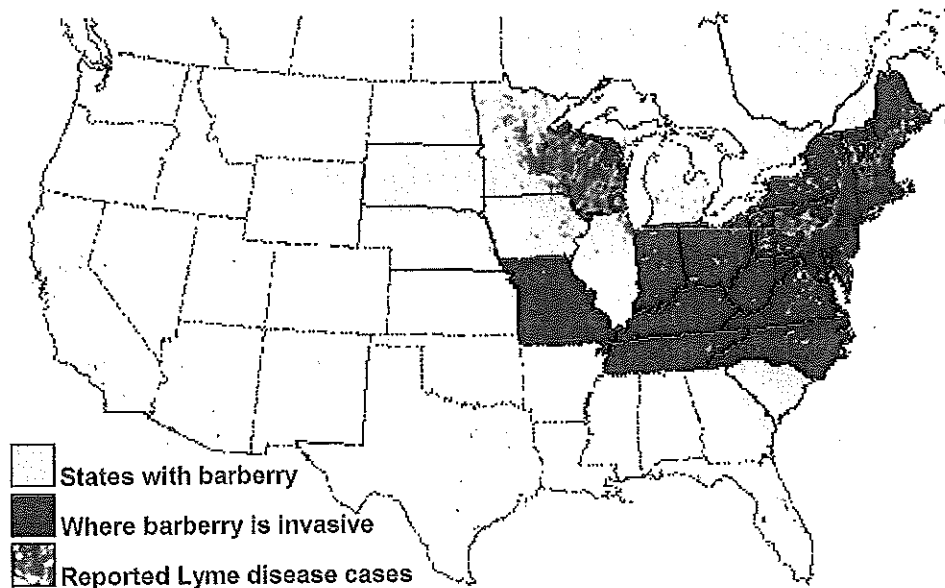 States with barberry
Where barberry is invasive
Reported Lyme disease cases